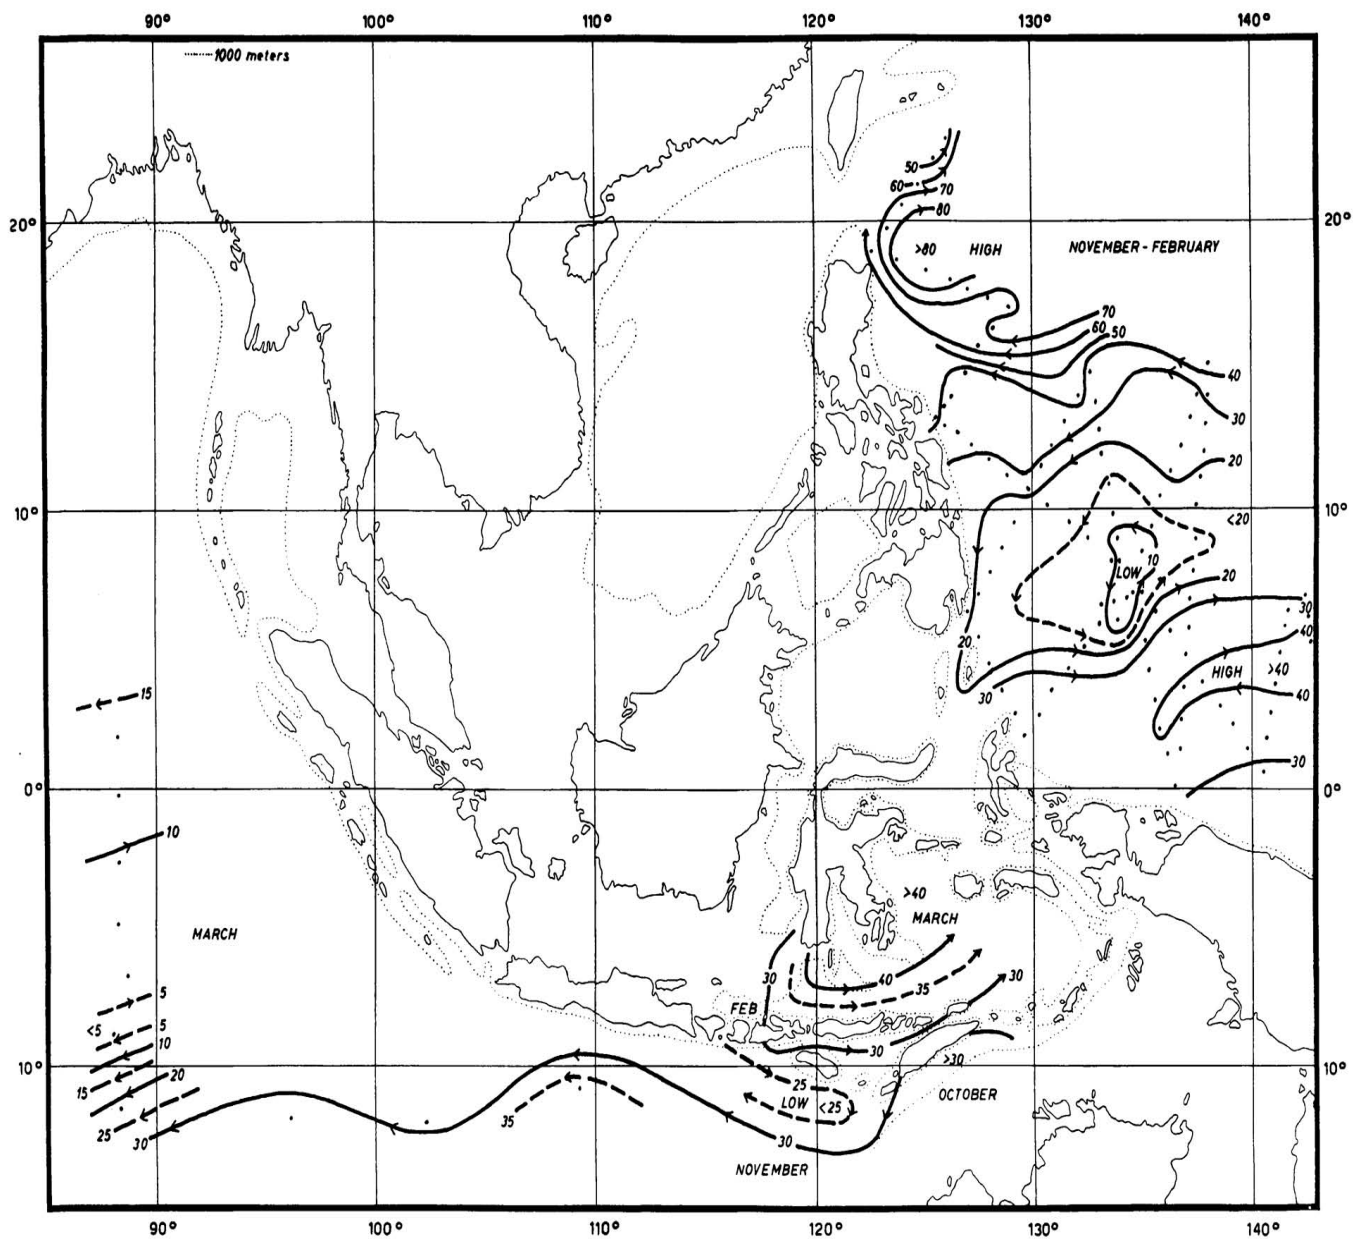 90° 100° 110° 120° 130° 140°
1000 meters
50
60 70
80
20° 20°
>80 HIGH NOVEMBER - FEBRUARY
70
60 50
40
30
20
10° 10°
<20
LOW 10
20
30
20 40
HIGH >40
30 40
15
30
0° 0°
10
>40
MARCH
MARCH
30 40 35 30
5
FEB
<5 5
10 30 >30
10° 10°
20 25
15 LOW <25 OCTOBER
35
25 30 30
NOVEMBER
90° 100° 110° 120° 130° 140°